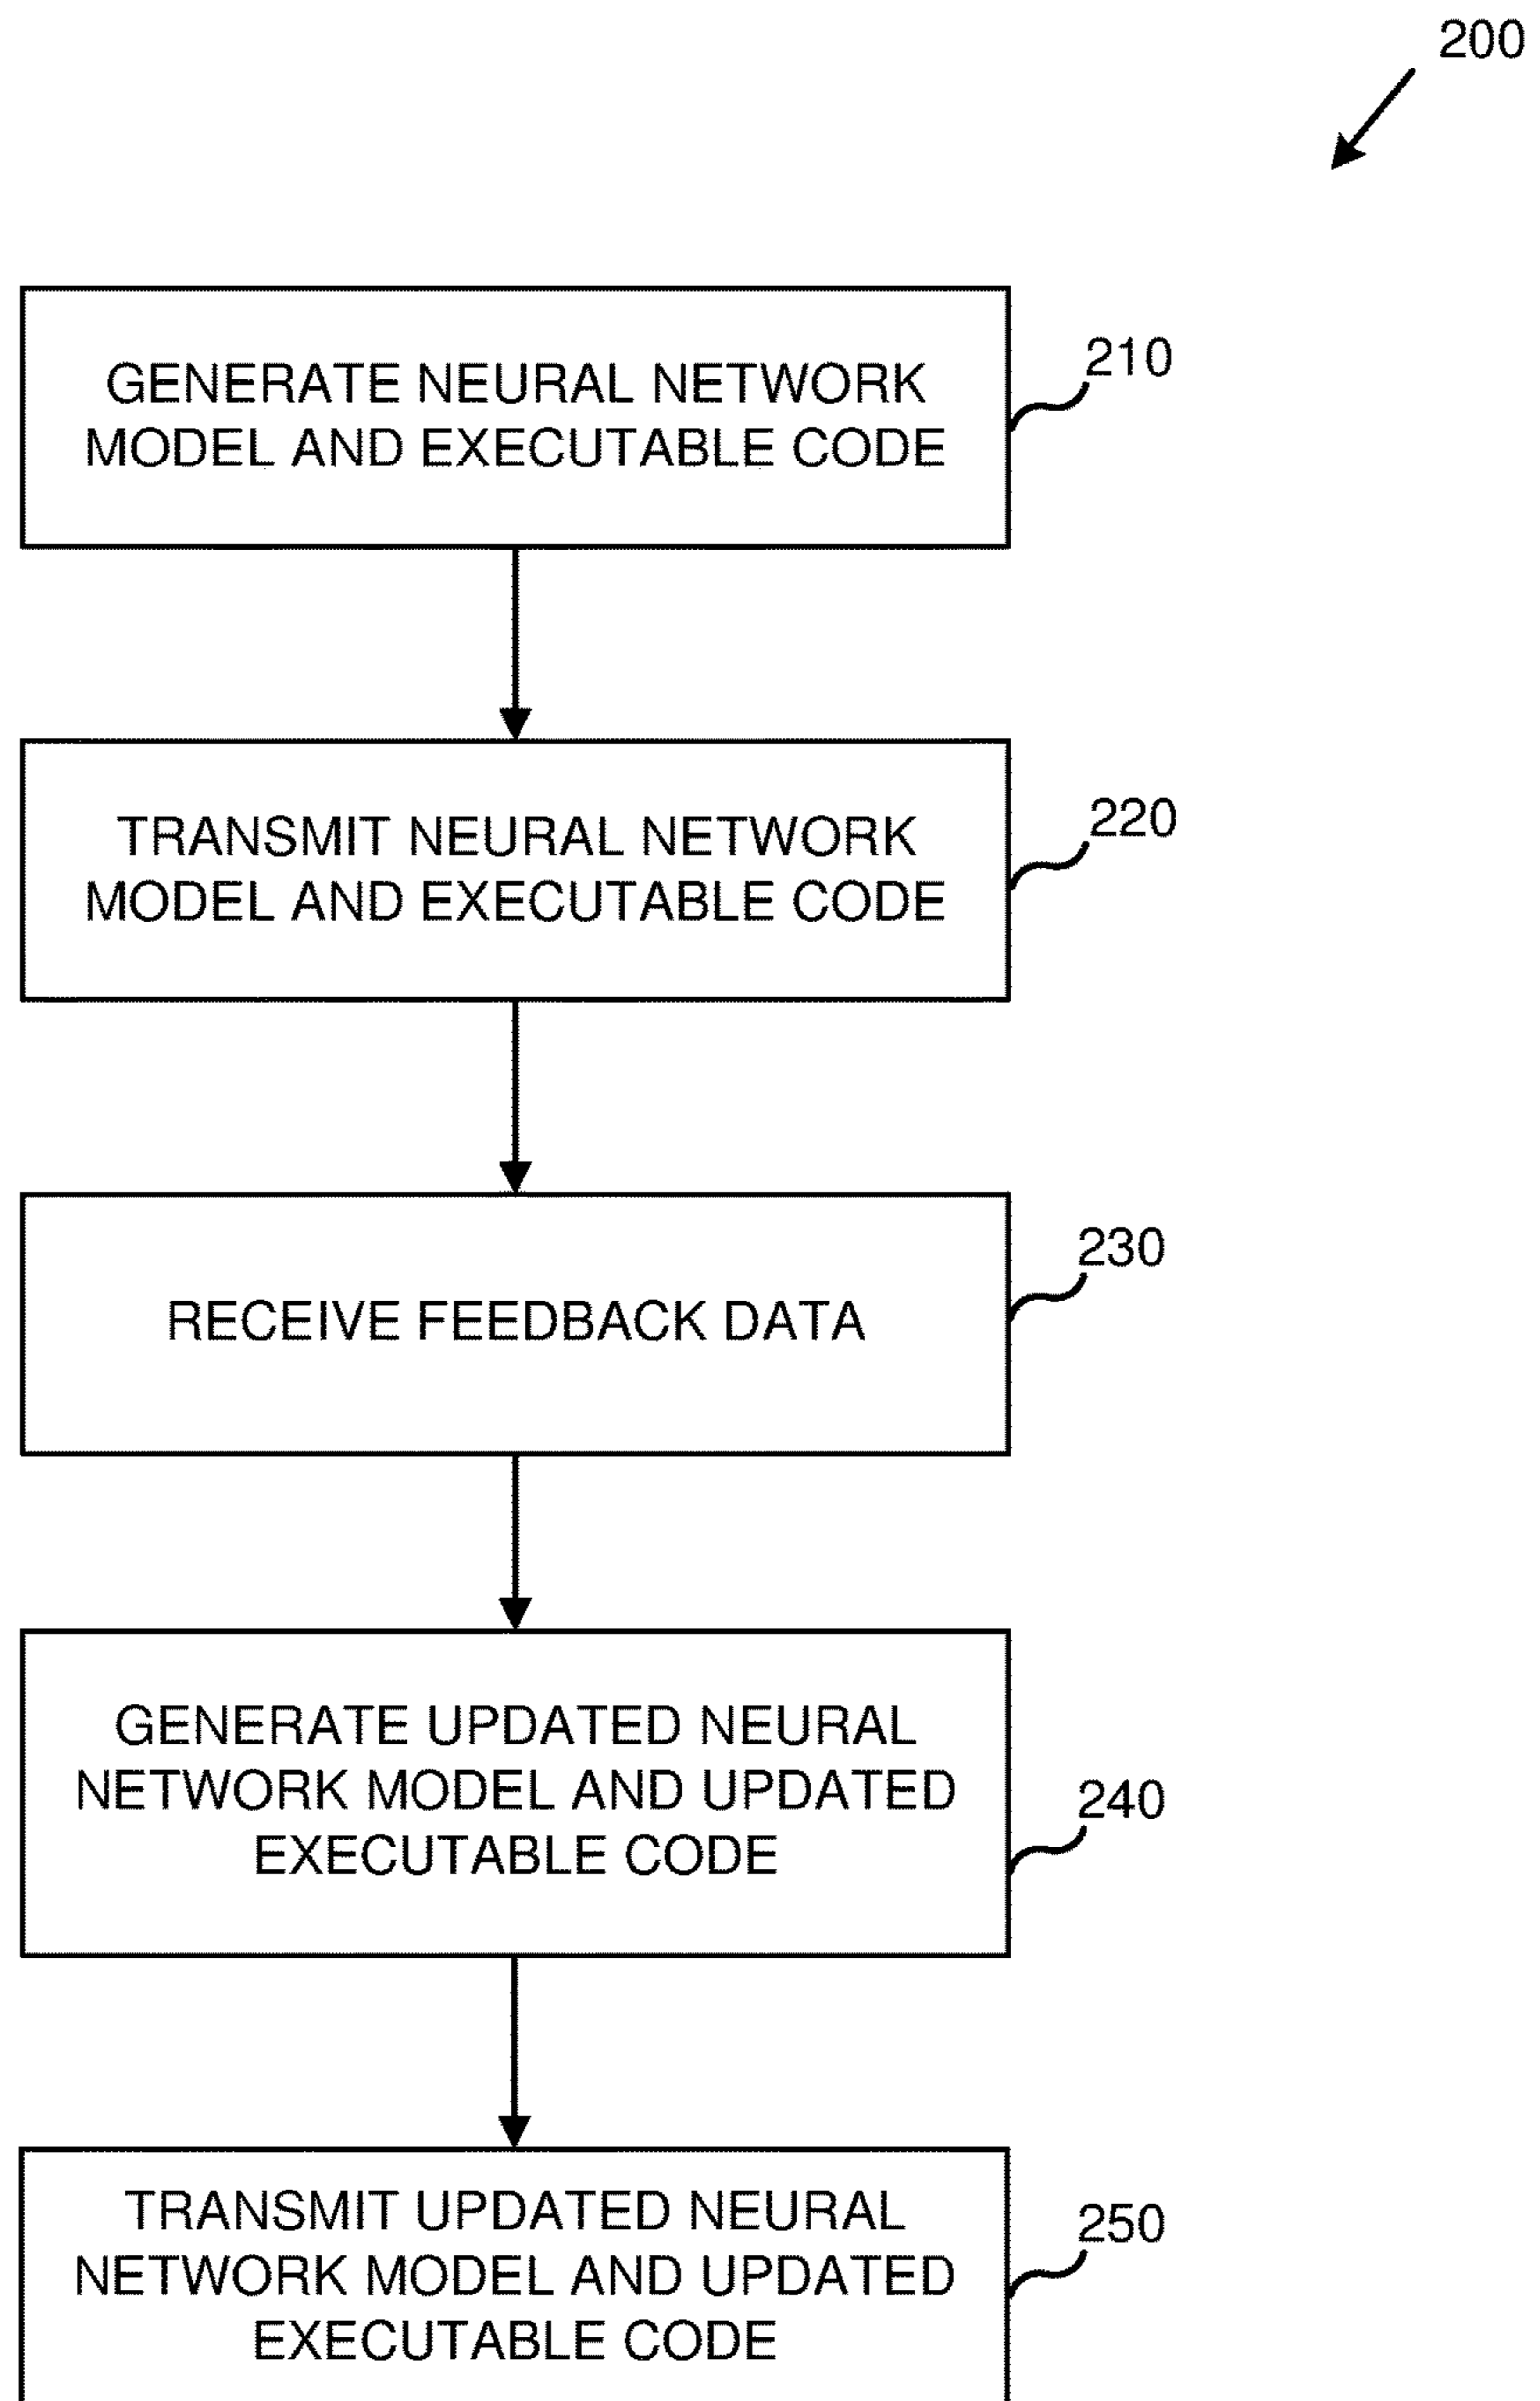 200
GENERATE NEURAL NETWORK
MODEL AND EXECUTABLE CODE
210
TRANSMIT NEURAL NETWORK
MODEL AND EXECUTABLE CODE
220
RECEIVE FEEDBACK DATA
230
GENERATE UPDATED NEURAL
NETWORK MODEL AND UPDATED
EXECUTABLE CODE
240
TRANSMIT UPDATED NEURAL
NETWORK MODEL AND UPDATED
EXECUTABLE CODE
250